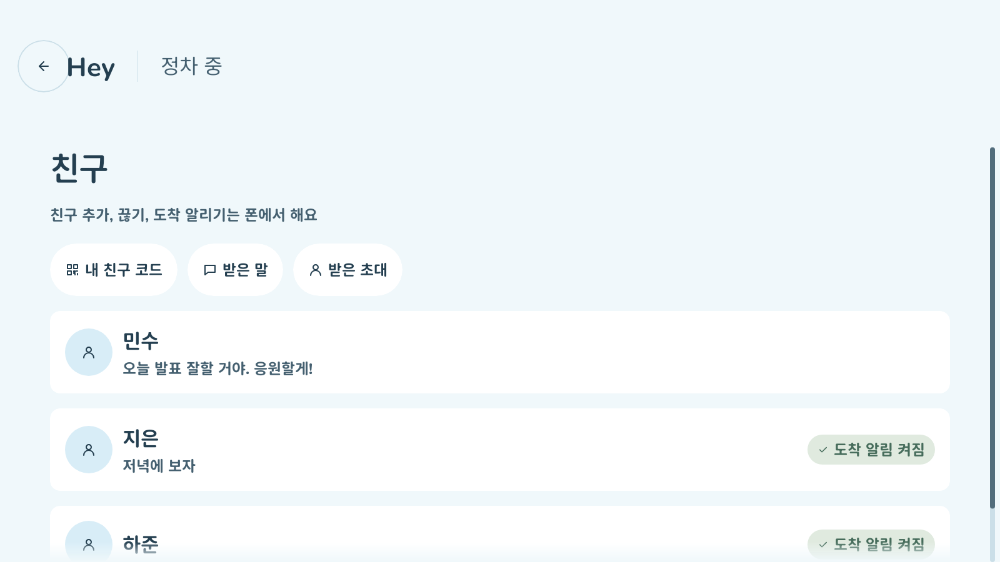 Hey
정차 중
친구
친구 추가, 끊기, 도착 알리기는 폰에서 해요
내 친구 코드
받은 말
받은 초대
민수
오늘 발표 잘할 거야. 응원할게!
지은
저녁에 보자
도착 알림 켜짐
하준
도착 알림 켜짐